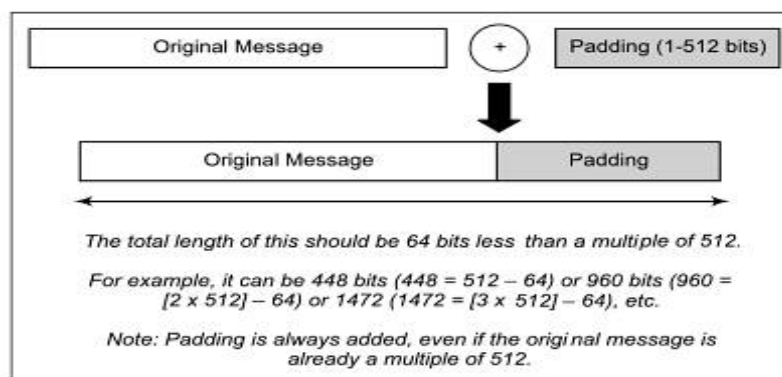 Original Message + Padding (1-512 bits)
Original Message Padding
The total length of this should be 64 bits less than a multiple of 512.
For example, it can be 448 bits (448 = 512 – 64) or 960 bits (960 =
[2 x 512] – 64) or 1472 (1472 = [3 x 512] – 64), etc.
Note: Padding is always added, even if the original message is
already a multiple of 512.